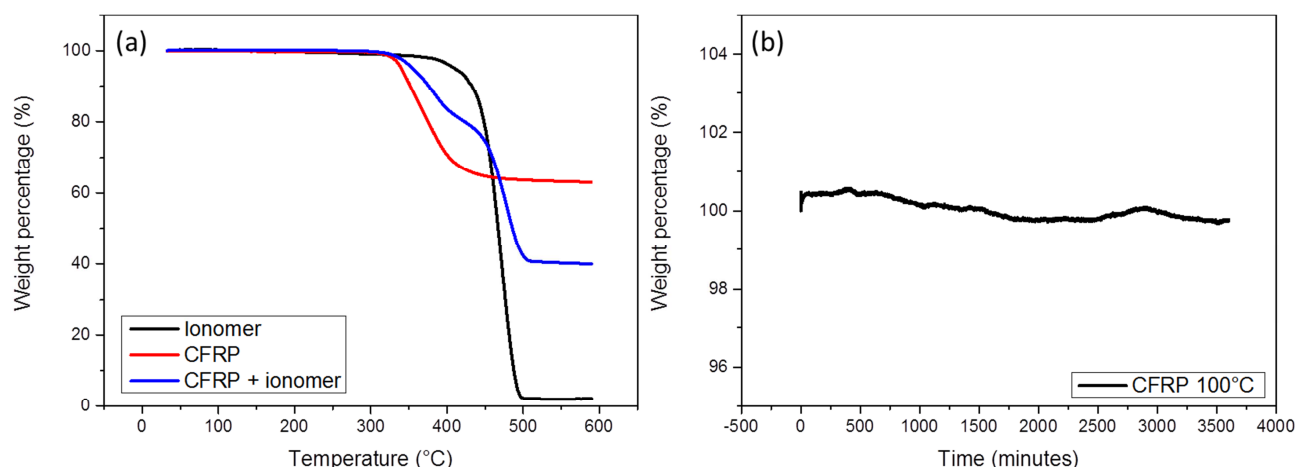 (a)
Weight percentage (%)
100
80
60
40
20
0
Ionomer
CFRP
CFRP + ionomer
0 100 200 300 400 500 600
Temperature (°C)
(b)
Weight percentage (%)
104
102
100
98
96
CFRP 100°C
-500 0 500 1000 1500 2000 2500 3000 3500 4000
Time (minutes)